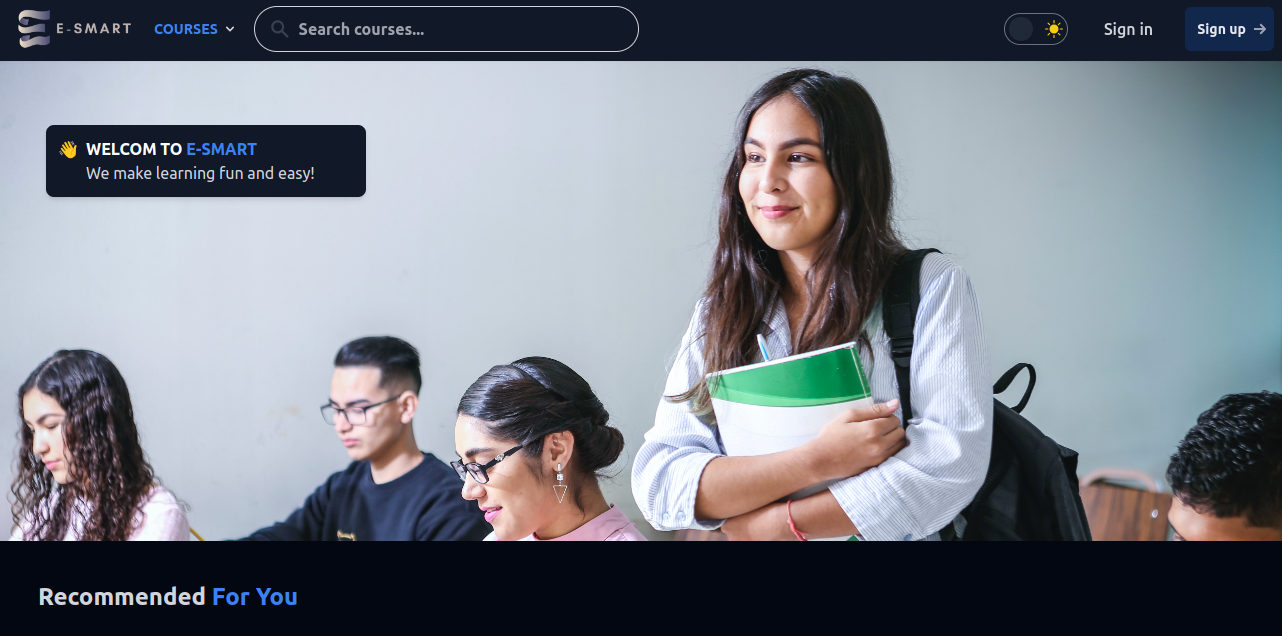 E-SMART
COURSES
Search courses...
Sign in
Sign up
WELCOM TO E-SMART
We make learning fun and easy!
Recommended For You